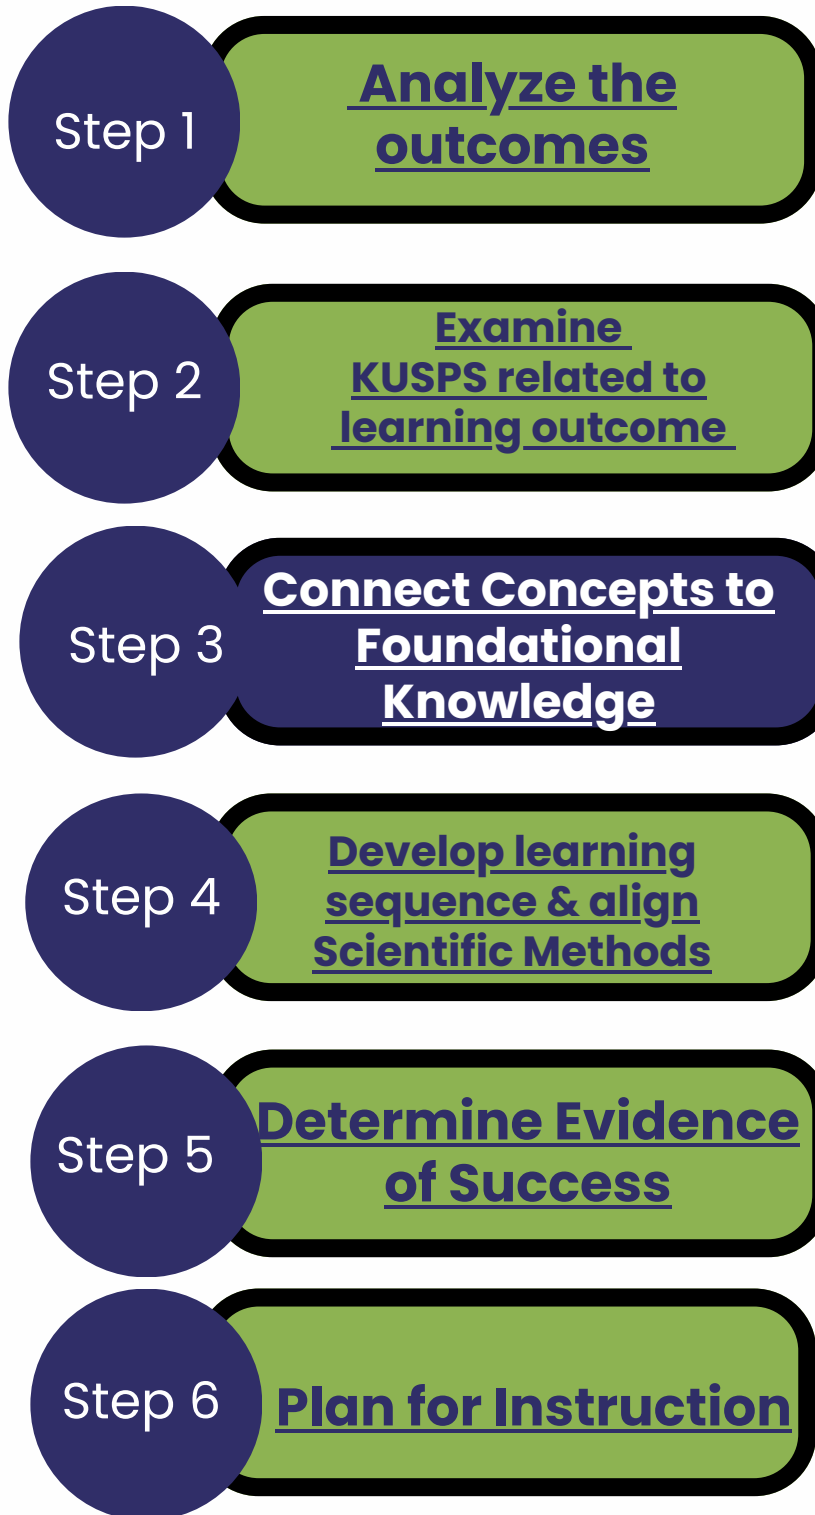 Step 1
Analyze the
outcomes
Step 2
Examine
KUSPS related to
learning outcome
Step 3
Connect Concepts to
Foundational
Knowledge
Step 4
Develop learning
sequence & align
Scientific Methods
Step 5
Determine Evidence
of Success
Step 6
Plan for Instruction